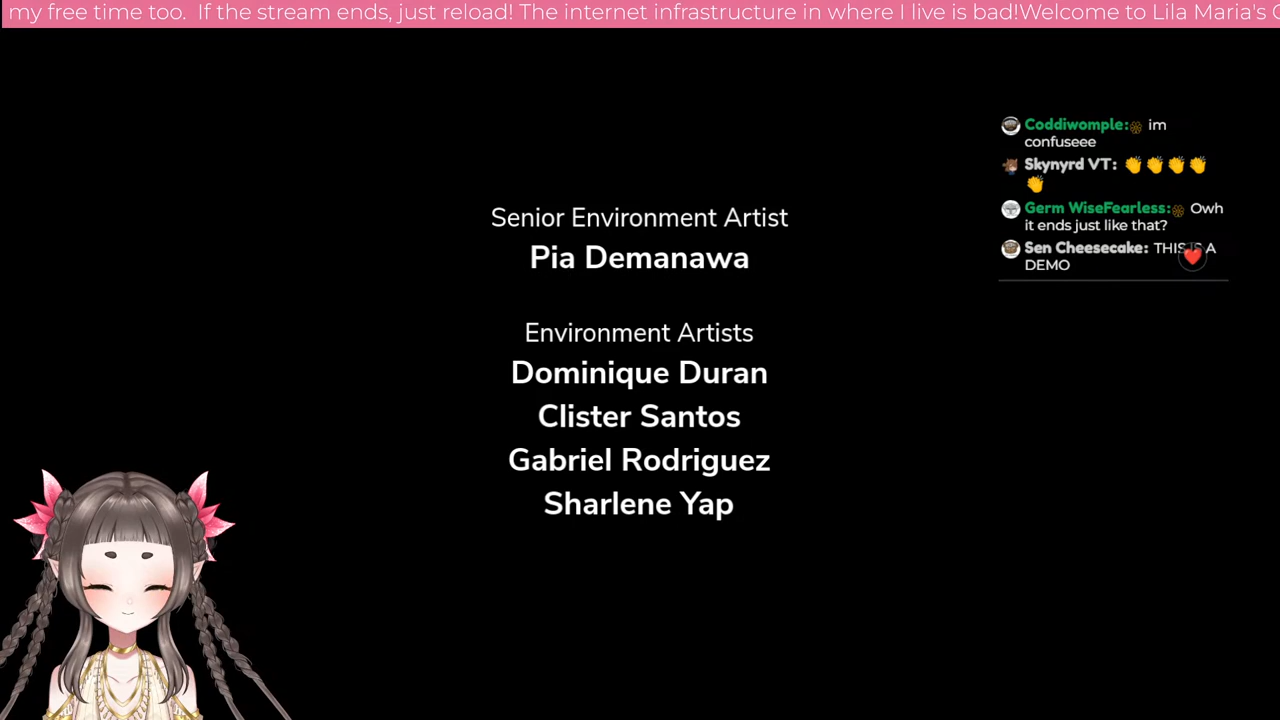 my free time too.  If the stream ends, just reload! The internet infrastructure in where I live is bad!Welcome to Lila Maria's
Senior Environment Artist
Pia Demanawa
Environment Artists
Dominique Duran
Clister Santos
Gabriel Rodriguez
Sharlene Yap
Coddiwomple: im
confuseee
Skynyrd VT: 👏 👏 👏 👏
👏
Germ WiseFearless: Owh
it ends just like that?
Sen Cheesecake: THIS IS A
DEMO